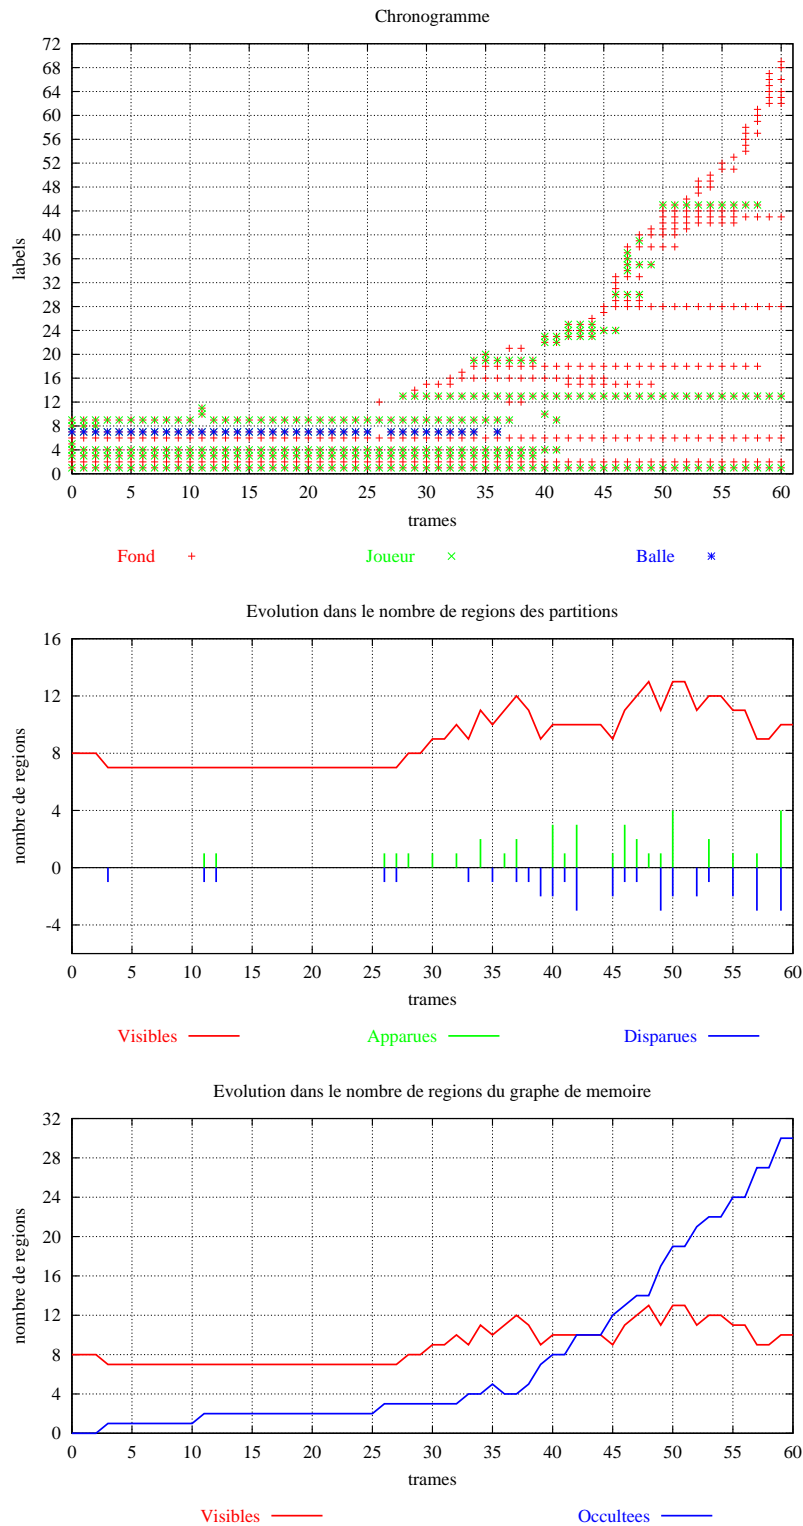 Chronogramme
72
68
64
60
56
52
48
44
40
36
32
28
24
20
16
12
8
4
0
labels
0 5 10 15 20 25 30 35 40 45 50 55 60
trames
Fond Joueur Balle
Evolution dans le nombre de regions des partitions
16
12
8
4
0
-4
nombre de regions
0 5 10 15 20 25 30 35 40 45 50 55 60
trames
Visibles Apparues Disparues
Evolution dans le nombre de regions du graphe de memoire
32
28
24
20
16
12
8
4
0
nombre de regions
0 5 10 15 20 25 30 35 40 45 50 55 60
trames
Visibles Occultees